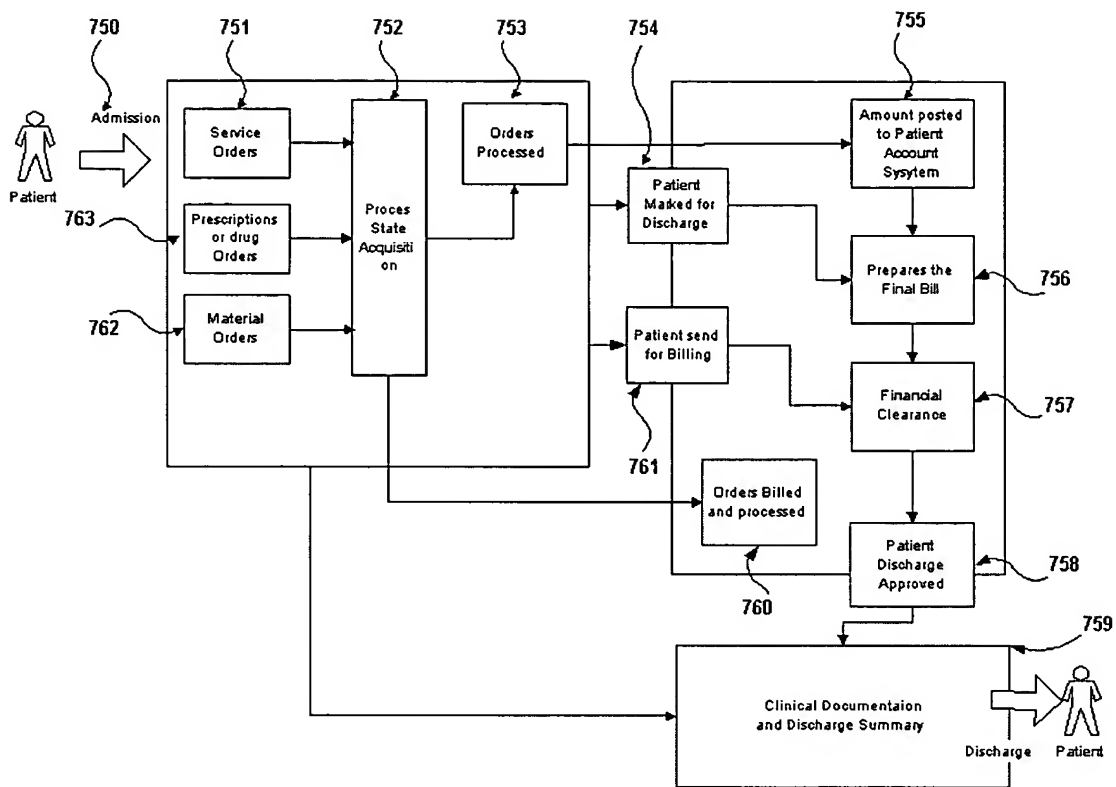 750
751
752
753
754
755
Admission
Patient
Service
Orders
763
Prescriptions
or drug
Orders
762
Material
Orders
Proces
State
Acquisiti
on
Orders
Processed
Patient
Marked for
Discharge
Patient send
for Billing
761
Orders Billed
and processed
760
Amount posted
to Patient
Account
Sysytem
Prepares the
Final Bill
756
Financial
Clearance
757
Patient
Discharge
Approved
758
759
Clinical Documentaion
and Discharge Summary
Discharge
Patient